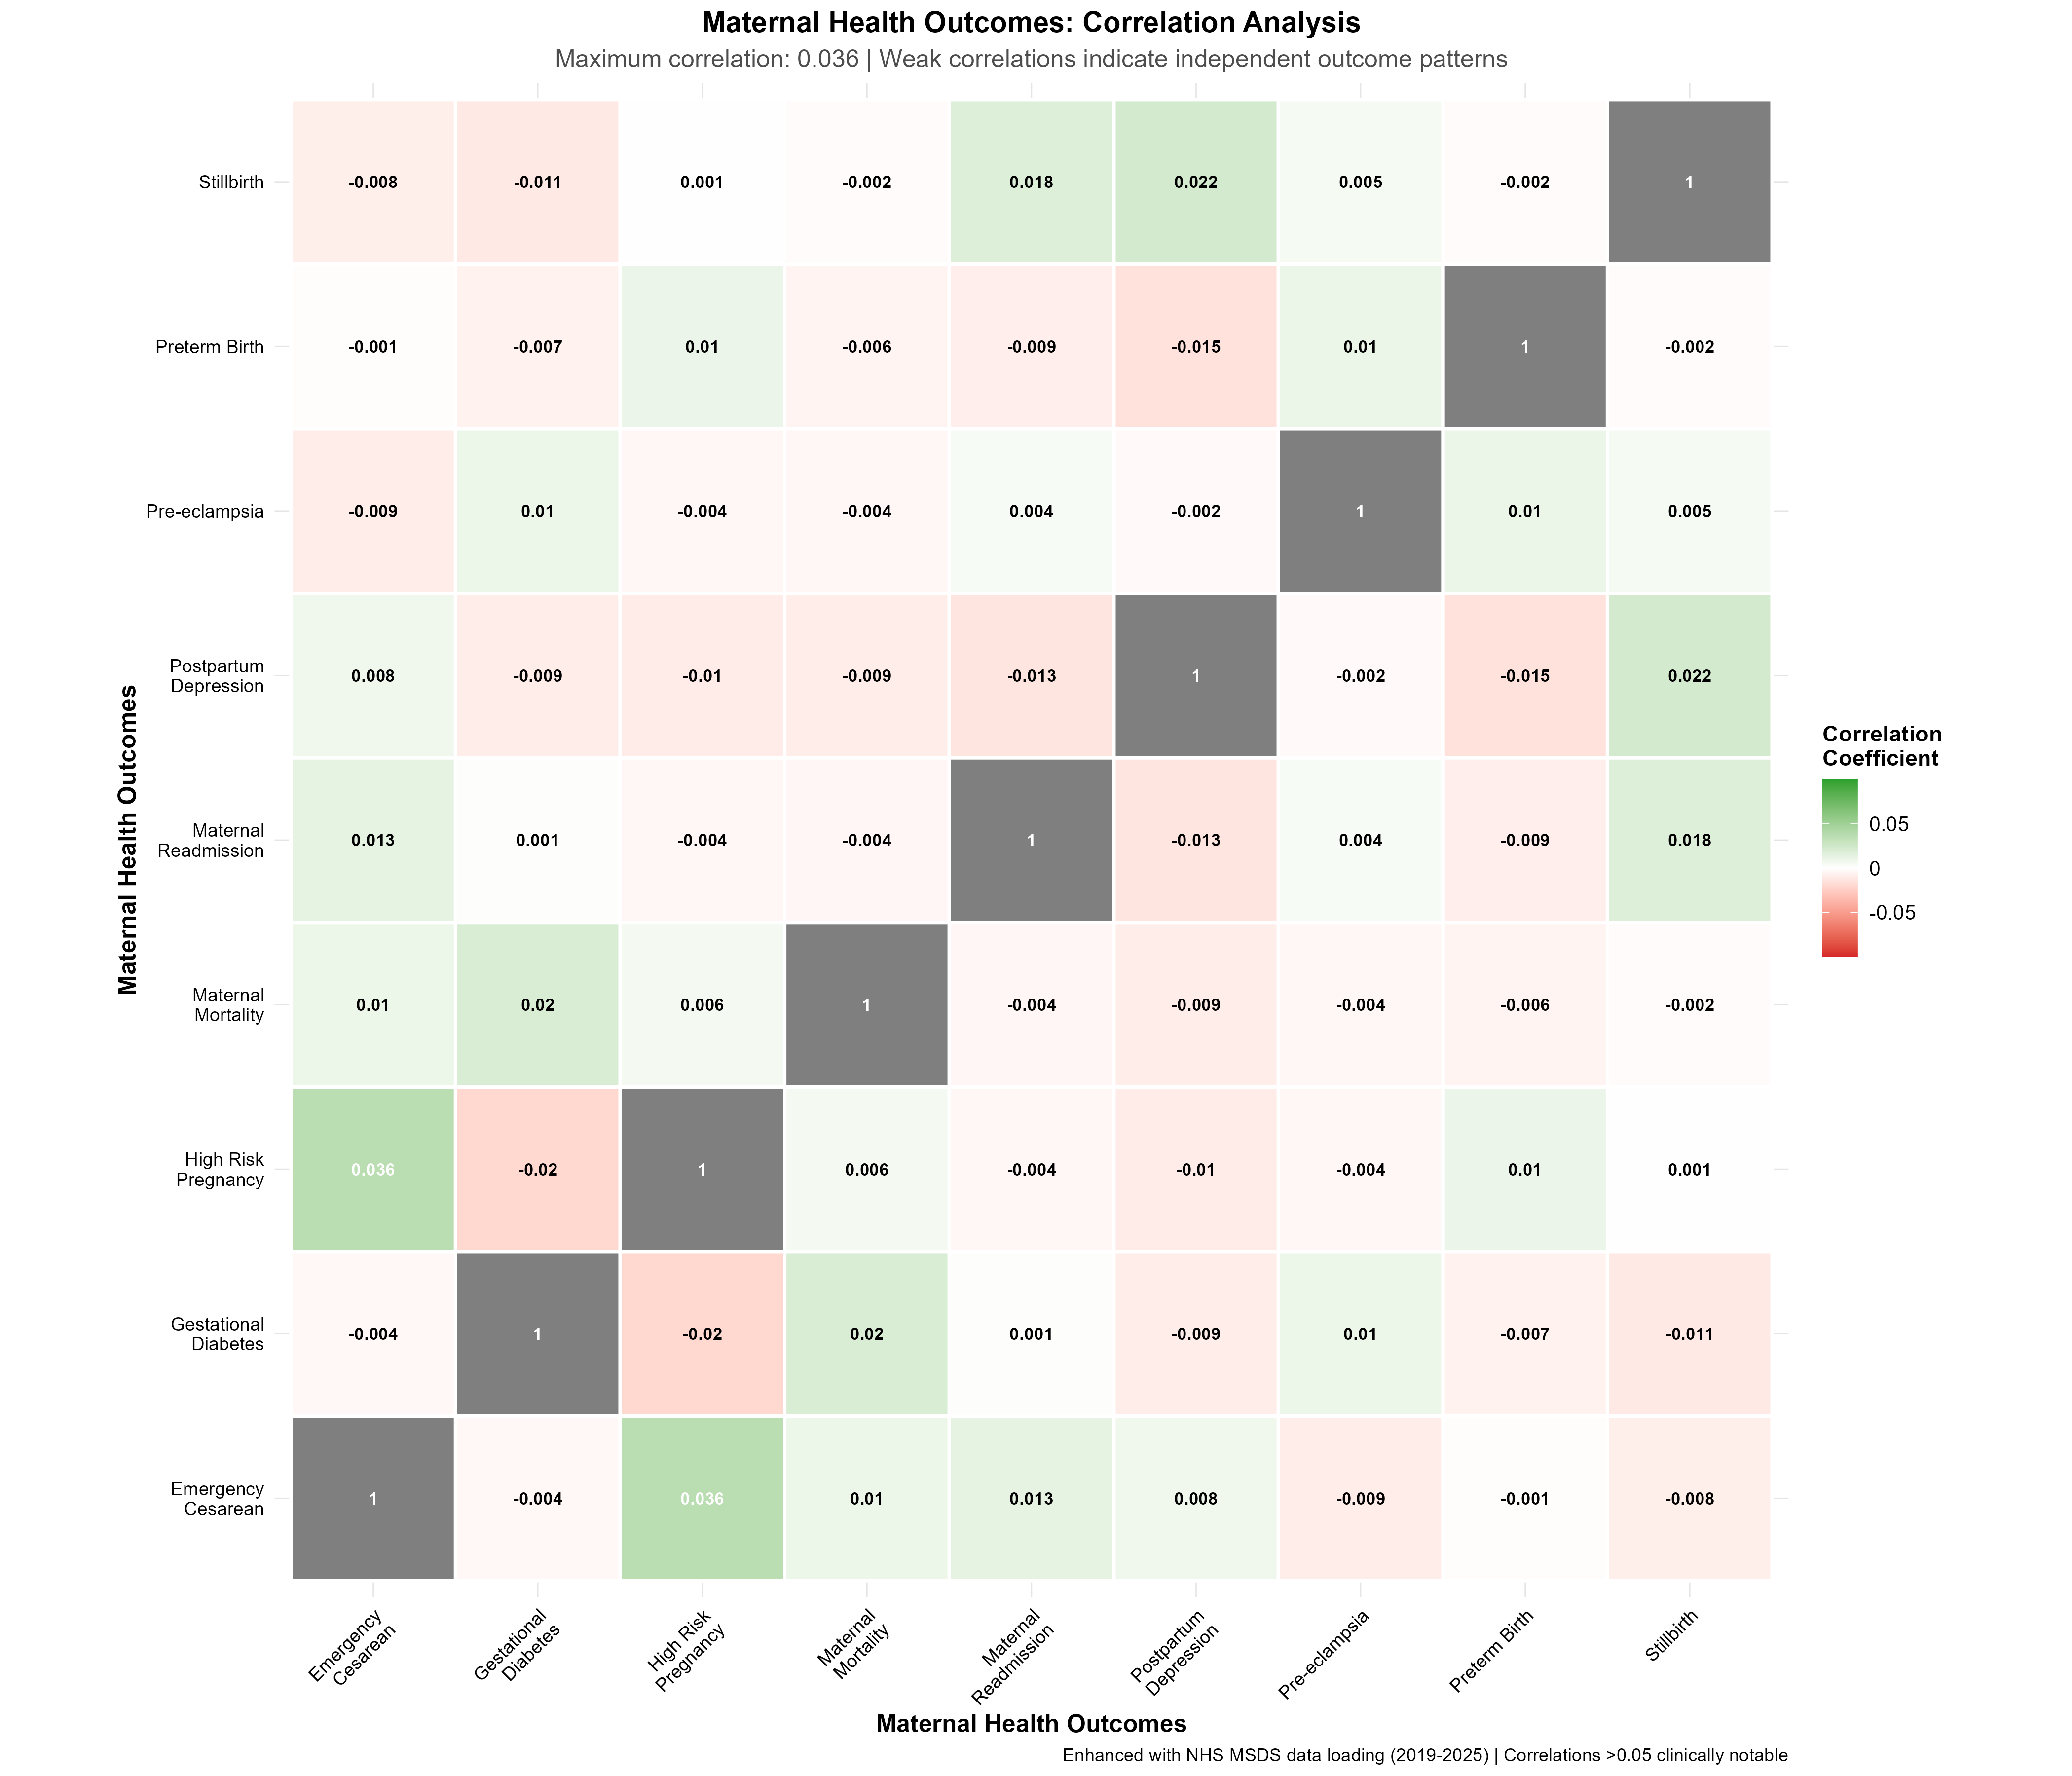 Maternal Health Outcomes: Correlation Analysis
Maximum correlation: 0.036 | Weak correlations indicate independent outcome patterns
Maternal Health Outcomes
Stillbirth
-0.008 -0.011 0.001 -0.002 0.018 0.022 0.005 -0.002 1
Preterm Birth
-0.001 -0.007 0.01 -0.006 -0.009 -0.015 0.01 1 -0.002
Pre-eclampsia
-0.009 0.01 -0.004 -0.004 0.004 -0.002 1 0.01 0.005
Postpartum
Depression
0.008 -0.009 -0.01 -0.009 -0.013 1 -0.002 -0.015 0.022
Maternal
Readmission
0.013 0.001 -0.004 -0.004 1 -0.013 0.004 -0.009 0.018
Maternal
Mortality
0.01 0.02 0.006 1 -0.004 -0.009 -0.004 -0.006 -0.002
High Risk
Pregnancy
0.036 -0.02 1 0.006 -0.004 -0.01 -0.004 0.01 0.001
Gestational
Diabetes
-0.004 1 -0.02 0.02 0.001 -0.009 0.01 -0.007 -0.011
Emergency
Cesarean
1 -0.004 0.036 0.01 0.013 0.008 -0.009 -0.001 -0.008
Emergency
Cesarean
Gestational
Diabetes
High Risk
Pregnancy
Maternal
Mortality
Maternal
Readmission
Postpartum
Depression
Pre-eclampsia
Preterm Birth
Stillbirth
Maternal Health Outcomes
Correlation
Coefficient
0.05
0
-0.05
Enhanced with NHS MSDS data loading (2019-2025) | Correlations >0.05 clinically notable